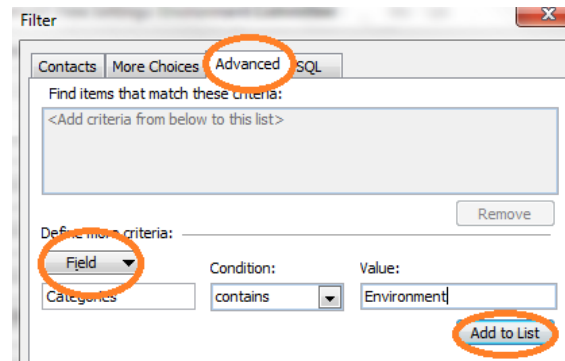 Filter
Contacts More Choices Advanced SQL
Find items that match these criteria:
<Add criteria from below to this list>
Remove
Define more criteria:
Field
Condition: Value:
Categories contains Environment
Add to List